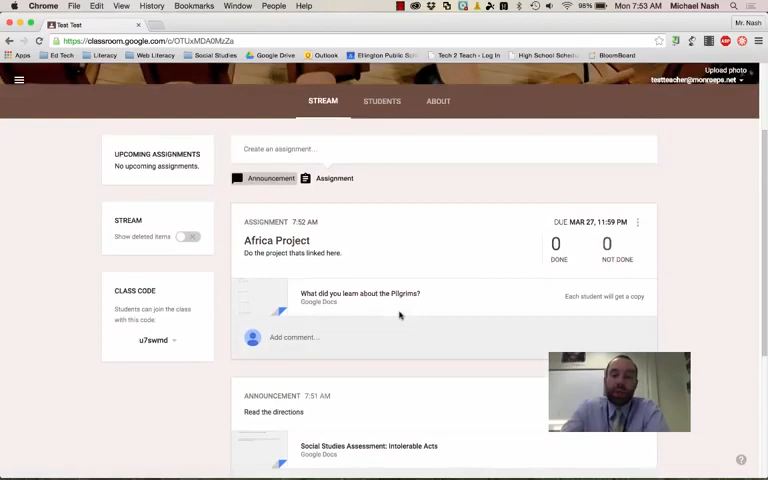 Chrome File Edit View History Bookmarks Window People Help 98% Mon 7:53 AM Michael Nash
Test Test Mr. Nash
https://classroom.google.com/c/OTUxMDA0MzZa
Apps Ed Tech Literacy Web Literacy Social Studies Google Drive Outlook Ellington Public Sch Tech 2 Teach - Log In High School Schedu BloomBoard
Upload photo
testteacher@monroeps.net
STREAM STUDENTS ABOUT
UPCOMING ASSIGNMENTS
No upcoming assignments.
Create an assignment...
Announcement Assignment
STREAM
Show deleted items
ASSIGNMENT 7:52 AM DUE MAR 27, 11:59 PM
Africa Project
Do the project thats linked here.
0 0
DONE NOT DONE
CLASS CODE
Students can join the class
with this code:
u7swmd
What did you learn about the Pilgrims?
Google Docs
Each student will get a copy
Add comment...
ANNOUNCEMENT 7:51 AM
Read the directions
Social Studies Assessment: Intolerable Acts
Google Docs